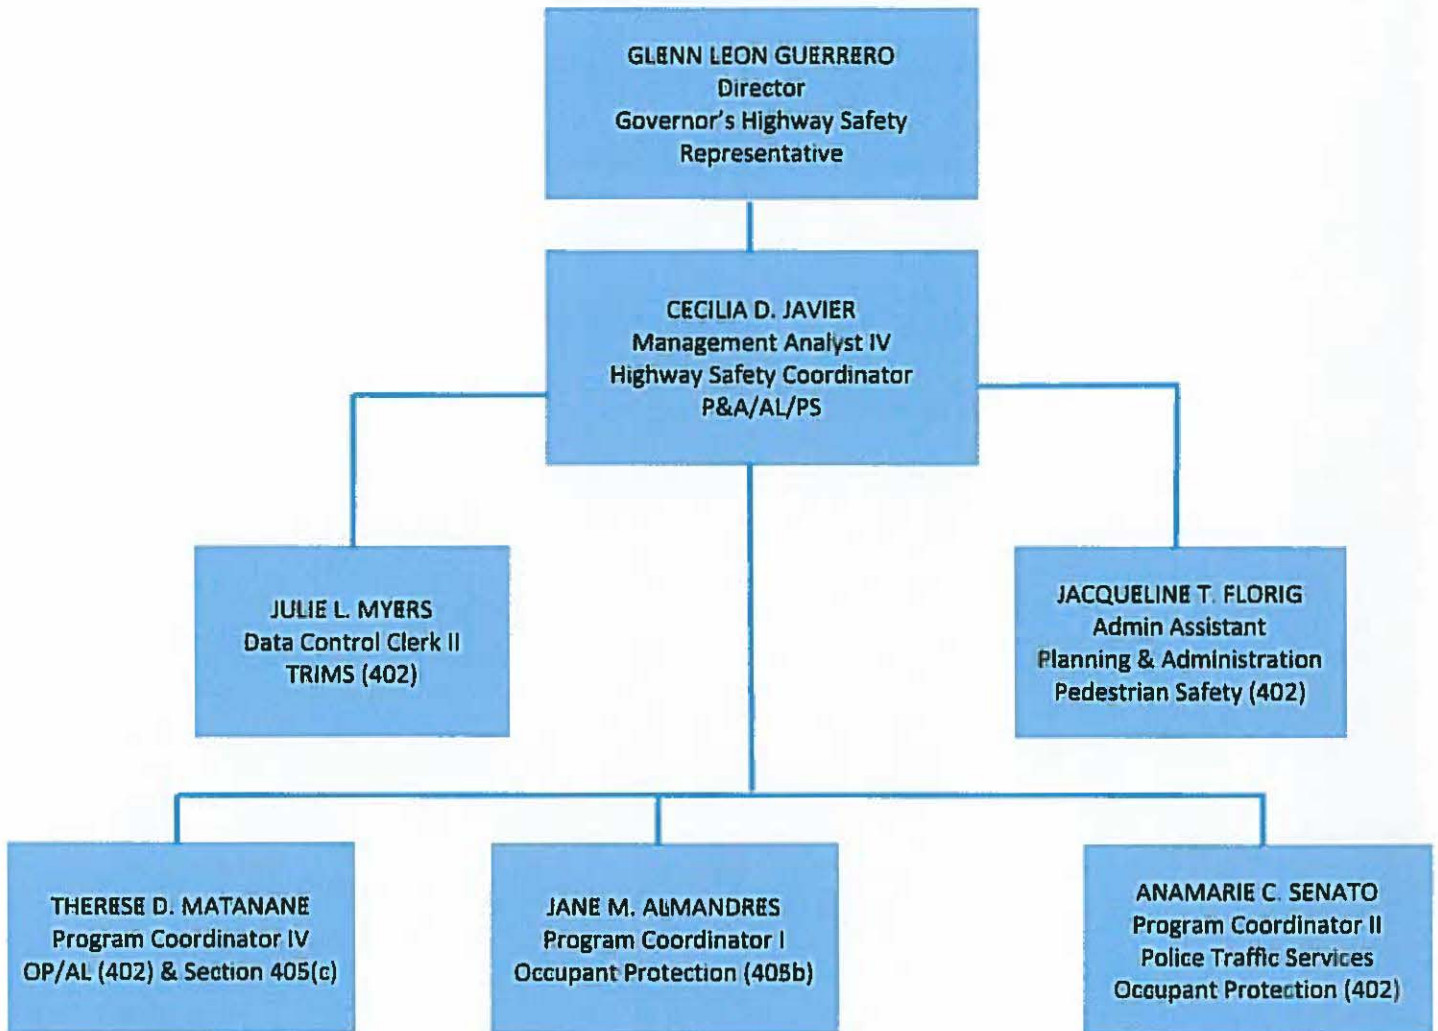 GLENN LEON GUERRERO
Director
Governor's Highway Safety
Representative
CECILIA D. JAVIER
Management Analyst IV
Highway Safety Coordinator
P&A/AL/PS
JULIE L. MYERS
Data Control Clerk II
TRIMS (402)
JACQUELINE T. FLORIG
Admin Assistant
Planning & Administration
Pedestrian Safety (402)
THERESE D. MATANANE
Program Coordinator IV
OP/AL (402) & Section 405(c)
JANE M. ALMANDRES
Program Coordinator I
Occupant Protection (405b)
ANAMARIE C. SENATO
Program Coordinator II
Police Traffic Services
Occupant Protection (402)